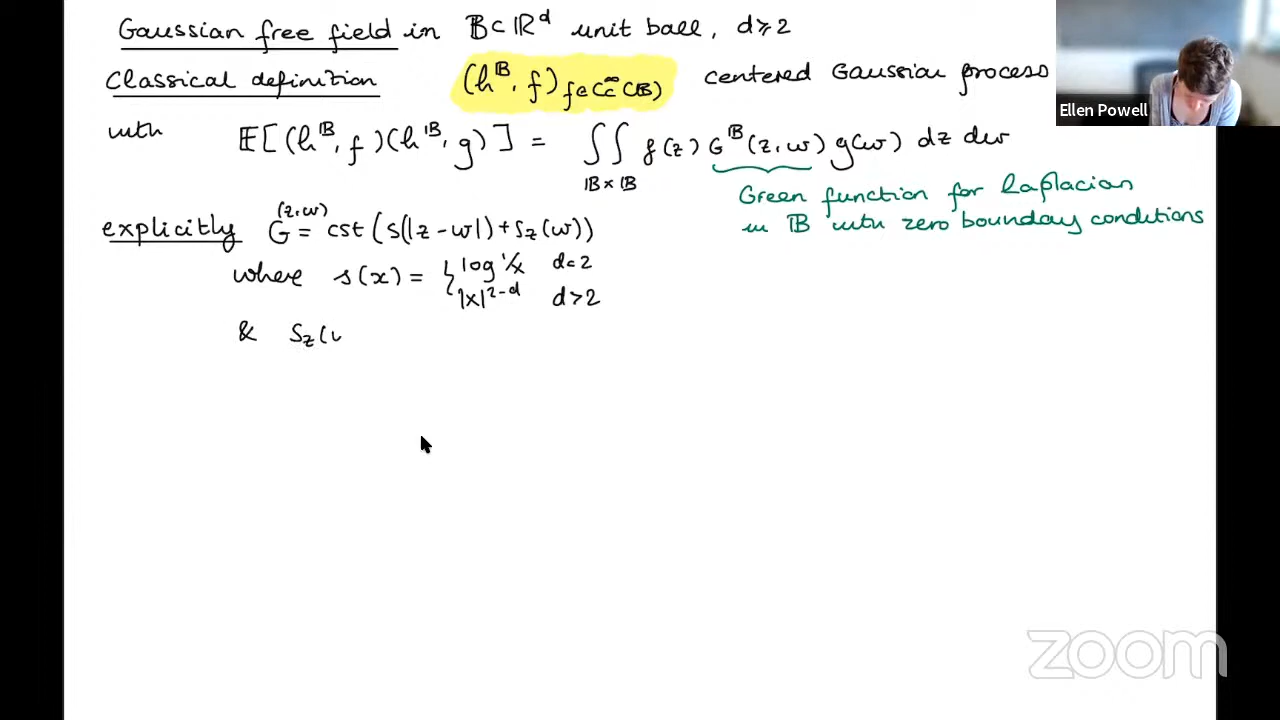 Gaussian free field in 𝔹⊂ℝᵈ unit ball, d≥2
Classical definition (h^𝔹, f)_{f∈C_c^∞(𝔹)} centered Gaussian process
with 𝔼[(h^𝔹, f)(h^𝔹, g)] = ∬_{𝔹×𝔹} f(z) G^𝔹(z, w) g(w) dz dw
Green function for Laplacian
in 𝔹 with zero boundary conditions
explicitly G^{(z,w)} = cst (s(|z-w|)+s_z(w))
where s(x) = { log 1/x d=2
|x|^{2-d} d>2
& s_z(
Ellen Powell
zoom